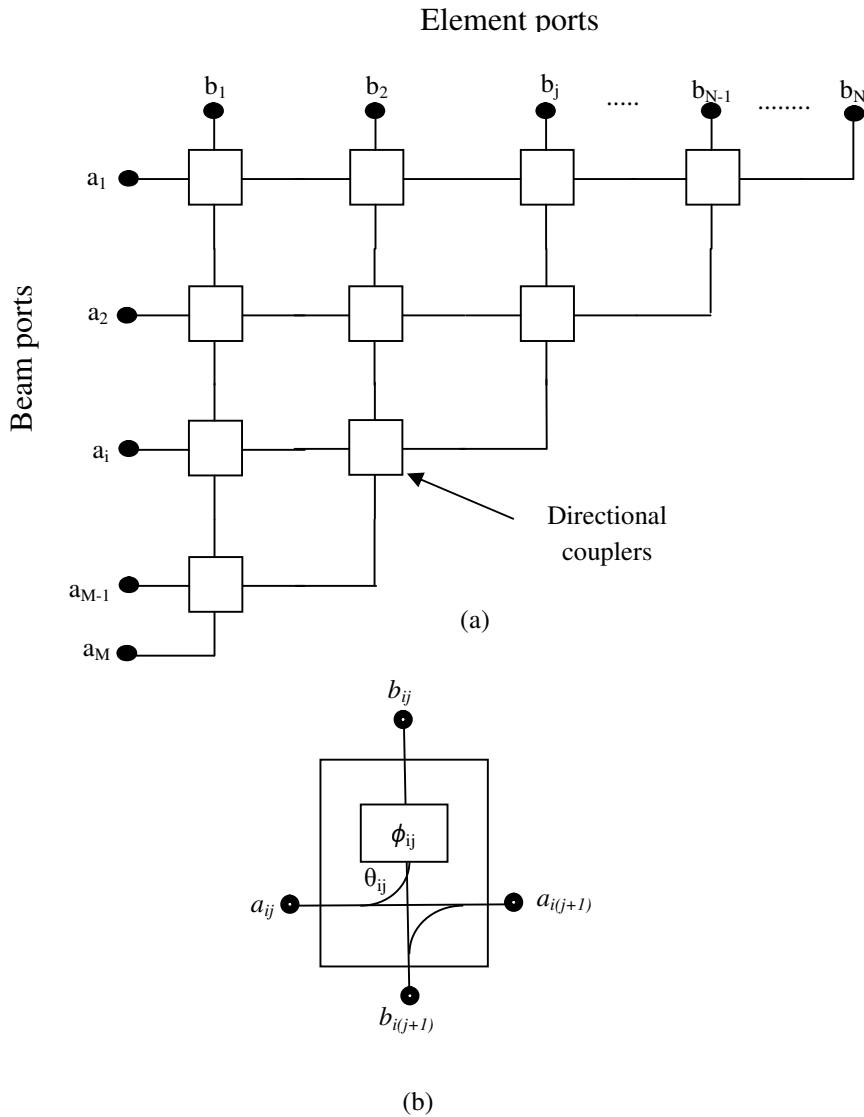 Element ports
b1 b2 bj ..... bN-1 ........ bN
a1
a2
Beam ports
ai
Directional
couplers
aM-1
(a)
aM
bij
ϕij
θij
aij ai(j+1)
bi(j+1)
(b)